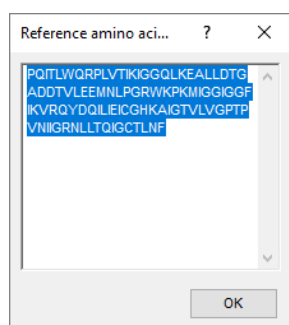 Reference amino aci...
?
PQITLWQRPLVTIKIGGQLKEALLDTG
ADDTVLEEMNLPGRWKPKMIGGIGGF
IKVRQYDQILIEICGHKAIGTVLVGPTP
VNIIGRNLLTQIGCTLNF
OK